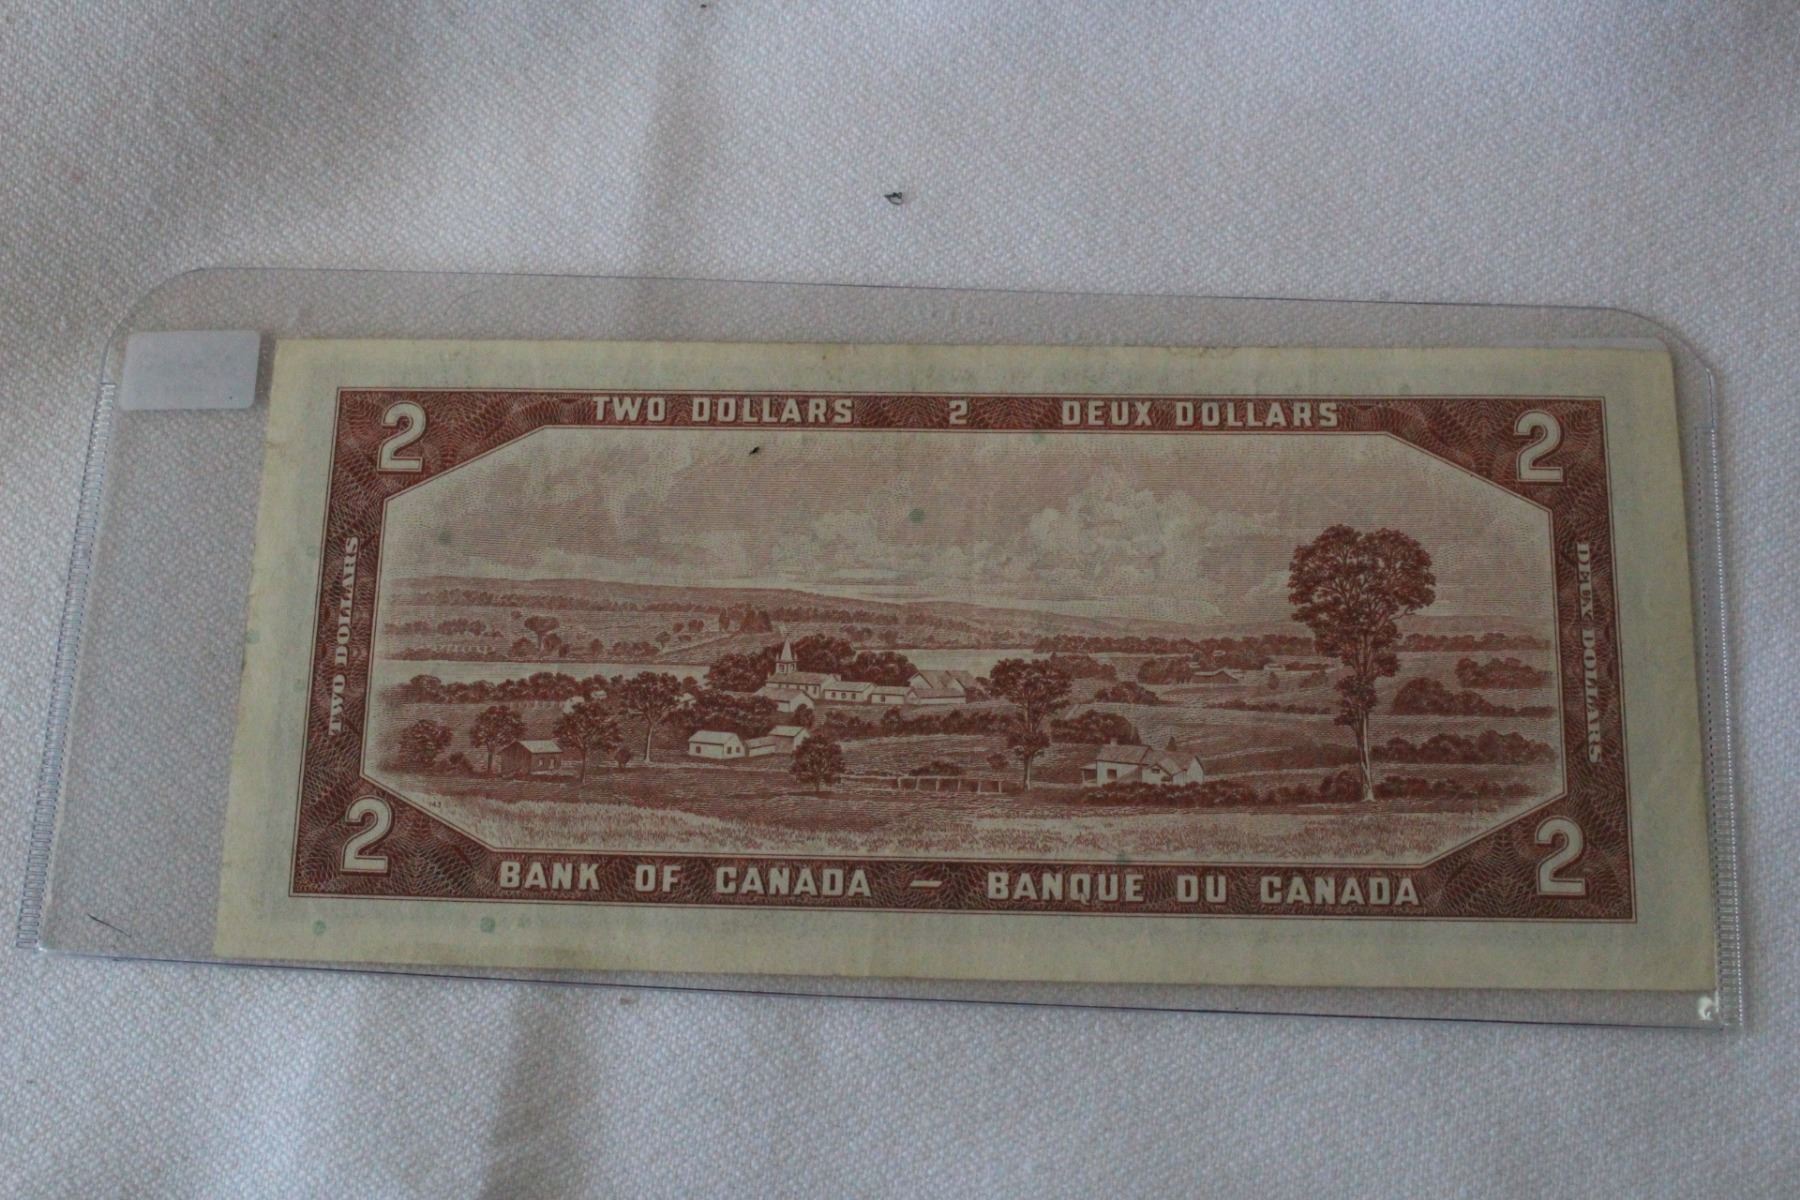 TWO DOLLARS 2 DEUX DOLLARS
2 2
TWO DOLLARS
DEUX DOLLARS
2 2
BANK OF CANADA — BANQUE DU CANADA